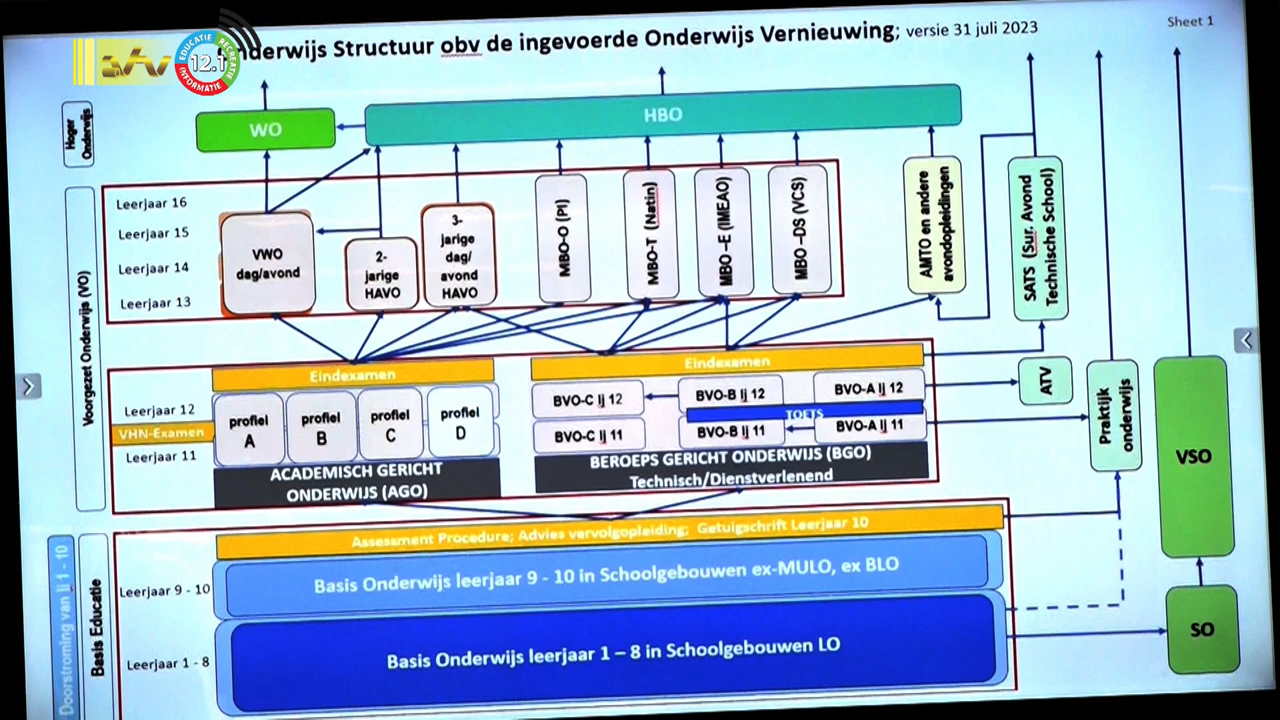 Sheet 1
nderwijs Structuur obv de ingevoerde Onderwijs Vernieuwing; versie 31 juli 2023
EDUCATIE
RECREATIE
INFORMATIE
12.1
Hoger
Onderwijs
WO
HBO
Voorgezet Onderwijs (VO)
Leerjaar 16
Leerjaar 15
Leerjaar 14
Leerjaar 13
VWO
dag/avond
2-
jarige
HAVO
3-
jarige
dag/
avond
HAVO
MBO-O (PI)
MBO-T (Natin)
MBO –E (IMEAO)
MBO –DS (VCS)
AMTO en andere
avondopleidingen
SATS (Sur. Avond
Technische School)
Eindexamen
Eindexamen
Leerjaar 12
VHN-Examen
Leerjaar 11
profiel
A
profiel
B
profiel
C
profiel
D
BVO-C lj 12
BVO-B lj 12
BVO-A lj 12
TOETS
BVO-C lj 11
BVO-B lj 11
BVO-A lj 11
ATV
Praktijk
onderwijs
VSO
ACADEMISCH GERICHT
ONDERWIJS (AGO)
BEROEPS GERICHT ONDERWIJS (BGO)
Technisch/Dienstverlenend
Doorstroming van lj 1 - 10
Basis Educatie
Assessment Procedure; Advies vervolgopleiding; Getuigschrift Leerjaar 10
Leerjaar 9 - 10
Basis Onderwijs leerjaar 9 - 10 in Schoolgebouwen ex-MULO, ex BLO
Leerjaar 1 - 8
Basis Onderwijs leerjaar 1 – 8 in Schoolgebouwen LO
SO